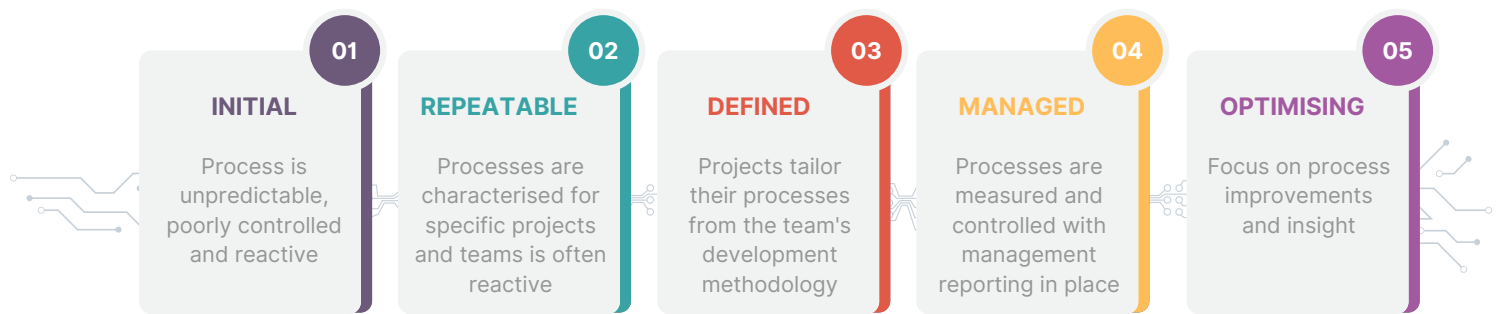 01
INITIAL
Process is
unpredictable,
poorly controlled
and reactive
02
REPEATABLE
Processes are
characterised for
specific projects
and teams is often
reactive
03
DEFINED
Projects tailor
their processes
from the team's
development
methodology
04
MANAGED
Processes are
measured and
controlled with
management
reporting in place
05
OPTIMISING
Focus on process
improvements
and insight